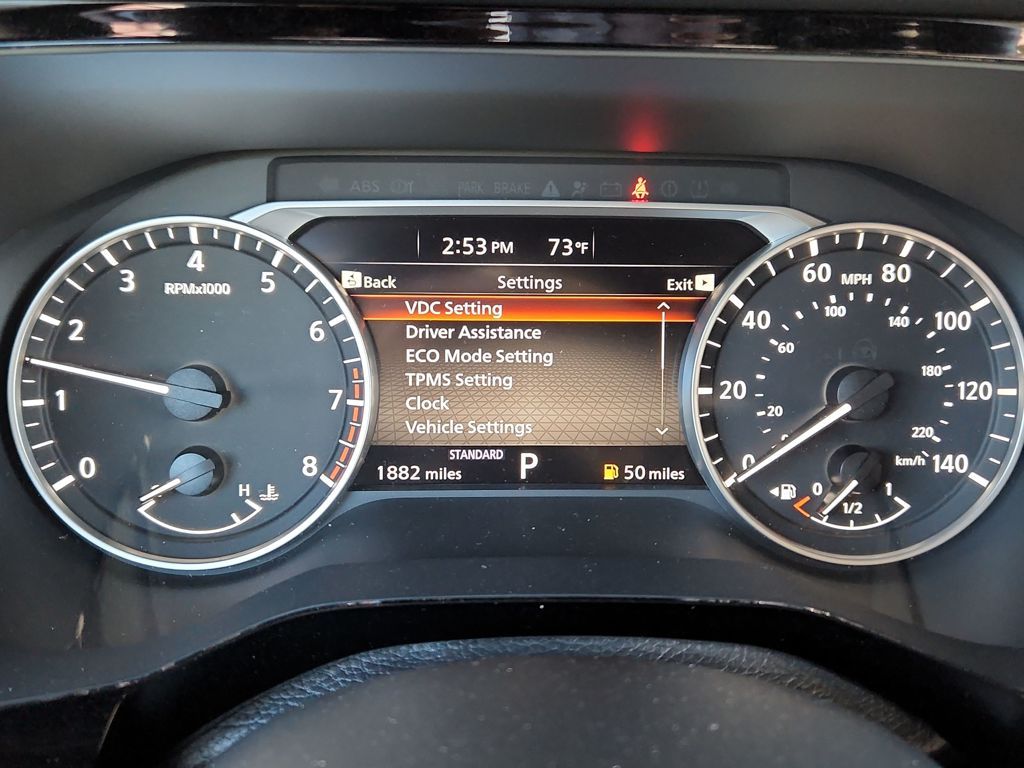 ABS PARK BRAKE
2:53 PM 73°F
Back Settings Exit
VDC Setting
Driver Assistance
ECO Mode Setting
TPMS Setting
Clock
Vehicle Settings
STANDARD
1882 miles P 50 miles
0 1 2 3 4 5 6 7 8
RPMx1000
H
0 20 40 60 80 100 120 140
MPH
0 20 60 100 140 180 220
km/h
0 1/2 1